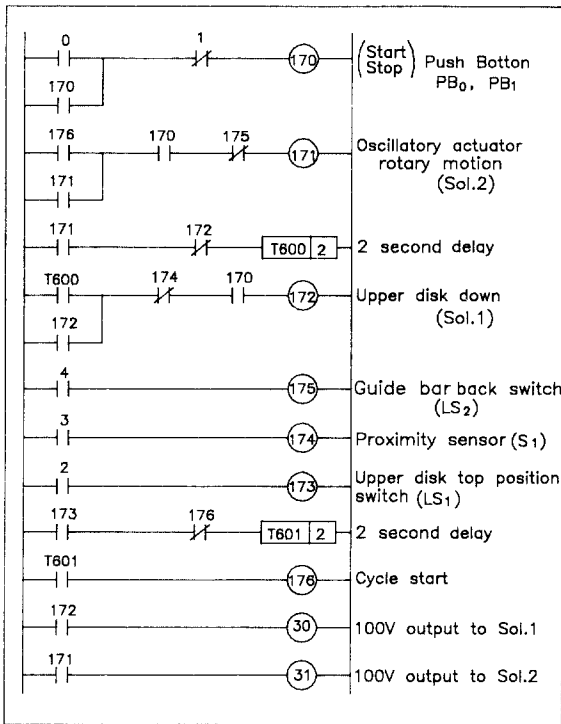 0 1
170 (Start Stop) Push Botton
170 PB0, PB1
176 170 175
171 Oscillatory actuator
rotary motion
171 (Sol.2)
171 172
T600 2 2 second delay
T600 174 170
172 Upper disk down
(Sol.1)
172
4
175 Guide bar back switch
(LS2)
3
174 Proximity sensor (S1)
2
173 Upper disk top position
switch (LS1)
173 176
T601 2 2 second delay
T601
176 Cycle start
172
30 100V output to Sol.1
171
31 100V output to Sol.2